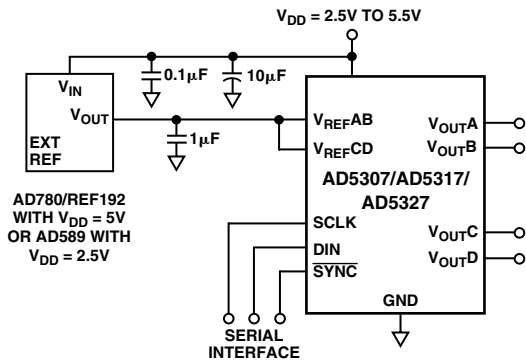 VDD = 2.5V TO 5.5V
0.1μF
10μF
VIN
VOUT
EXT
REF
1μF
AD780/REF192
WITH VDD = 5V
OR AD589 WITH
VDD = 2.5V
VREFAB
VREFCD
VOUTA
VOUTB
AD5307/AD5317/
AD5327
SCLK
DIN
SYNC
VOUTC
VOUTD
GND
SERIAL
INTERFACE